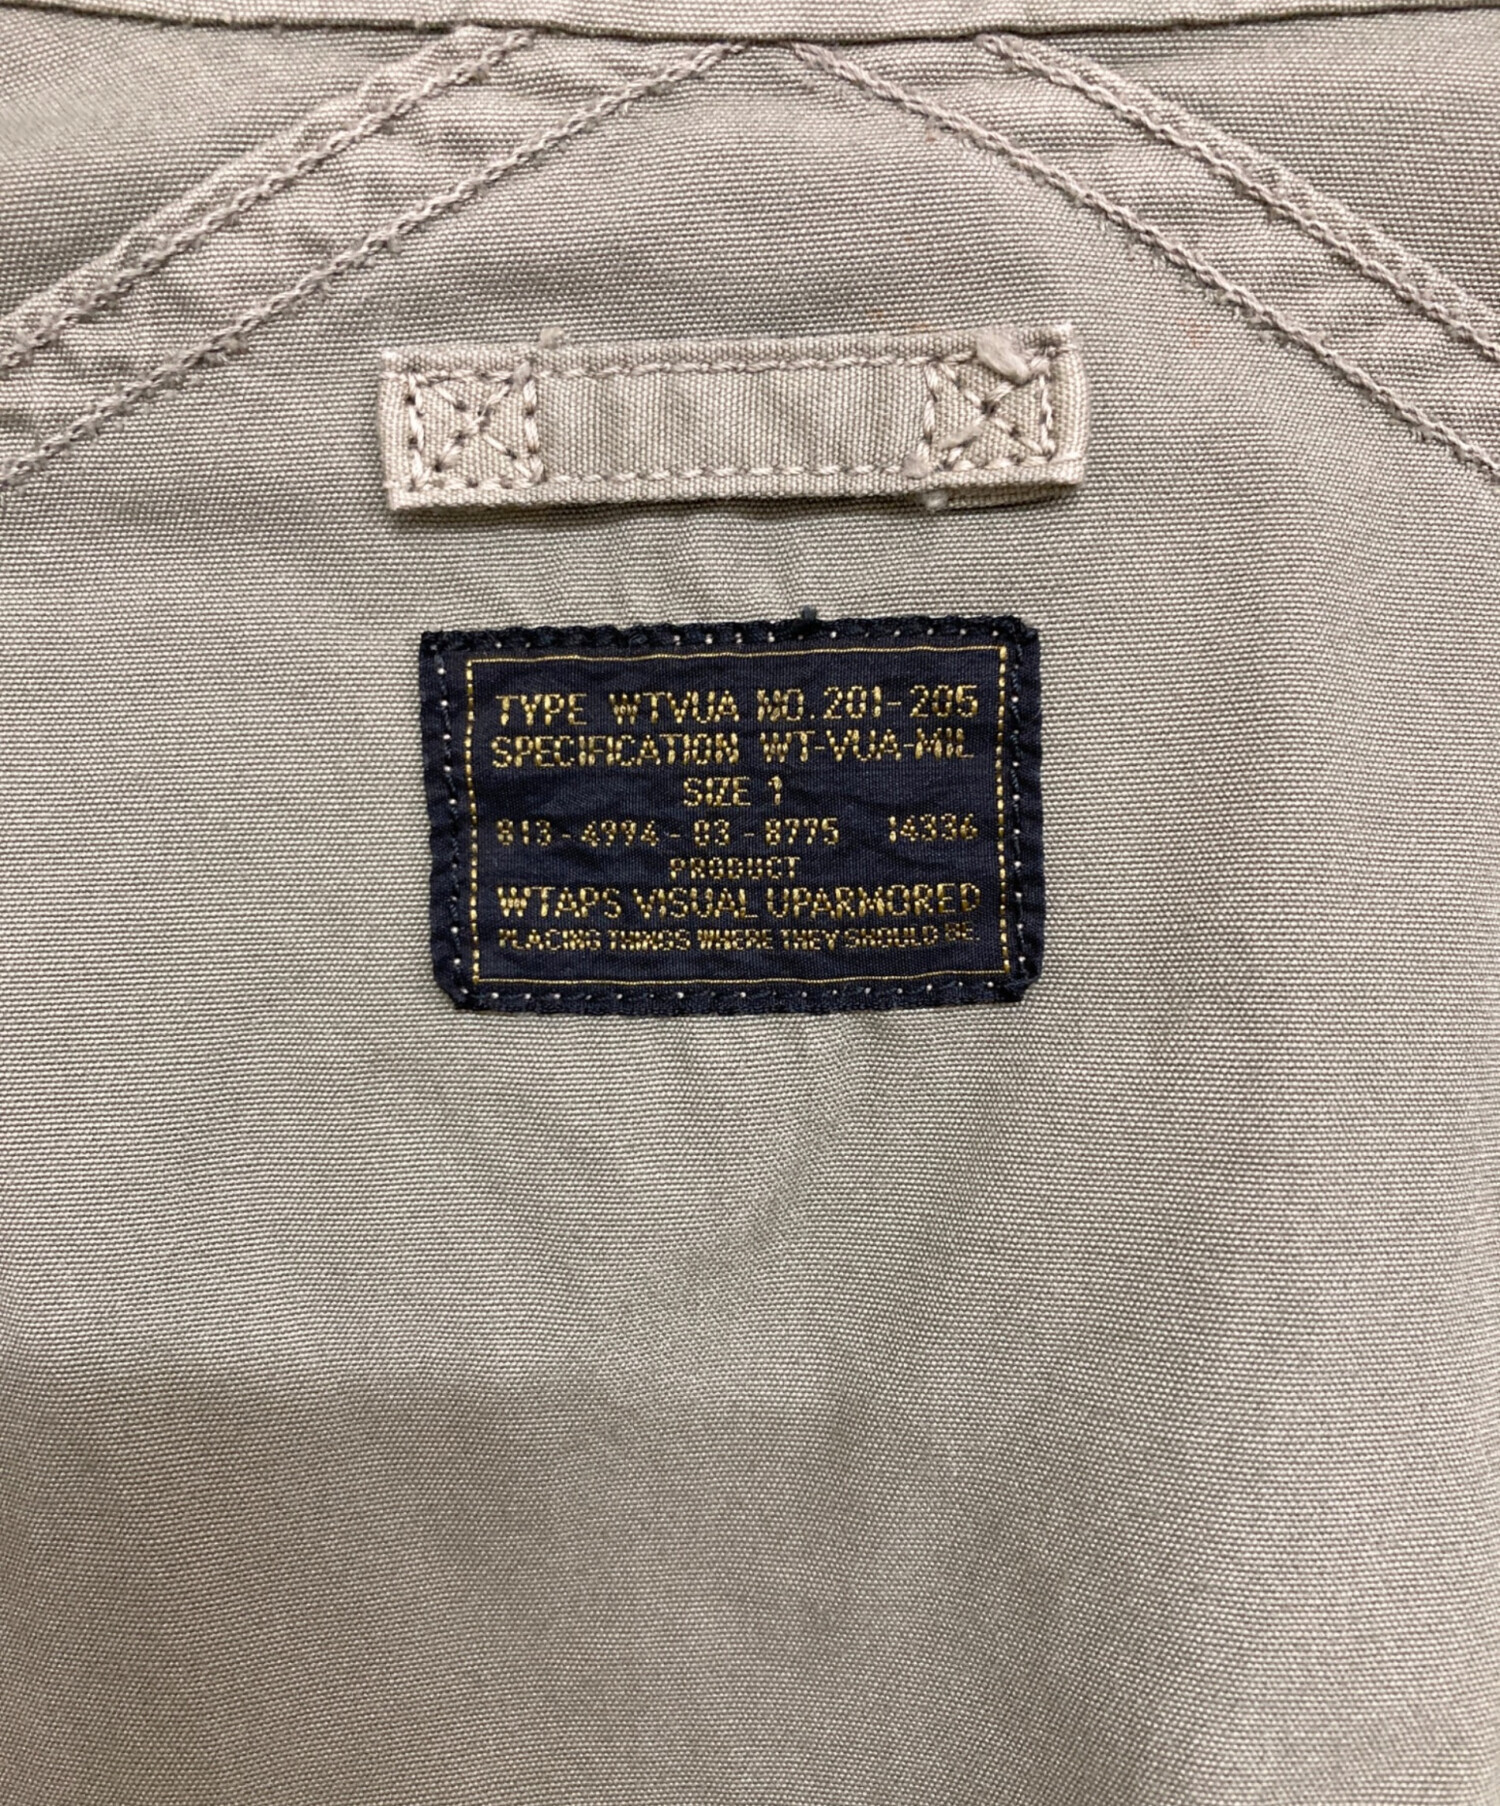 TYPE WTVUA NO.201-205
SPECIFICATION WT-VUA-MIL
SIZE 1
813-4994-03-8775 14336
PRODUCT
WTAPS VISUAL UPARMORED
PLACING THINGS WHERE THEY SHOULD BE.